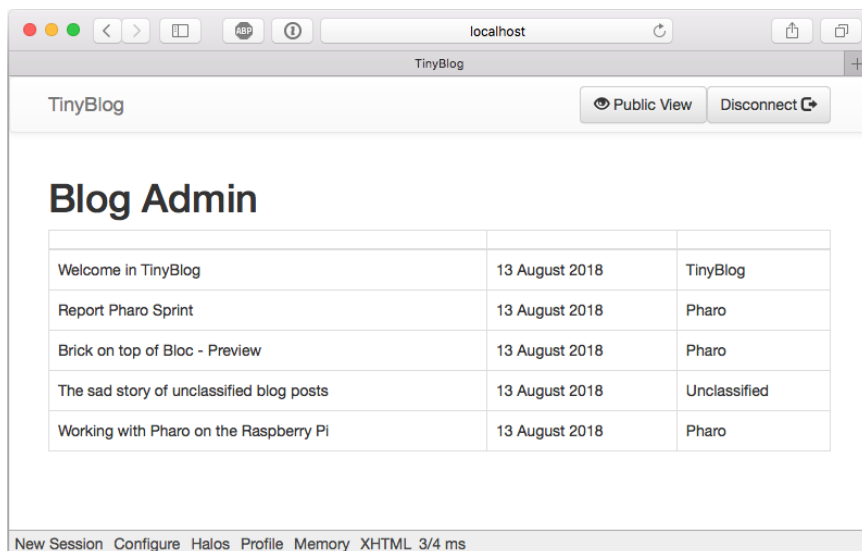 ABP localhost
TinyBlog
TinyBlog Public View Disconnect
Blog Admin
Welcome in TinyBlog 13 August 2018 TinyBlog
Report Pharo Sprint 13 August 2018 Pharo
Brick on top of Bloc - Preview 13 August 2018 Pharo
The sad story of unclassified blog posts 13 August 2018 Unclassified
Working with Pharo on the Raspberry Pi 13 August 2018 Pharo
New Session Configure Halos Profile Memory XHTML 3/4 ms